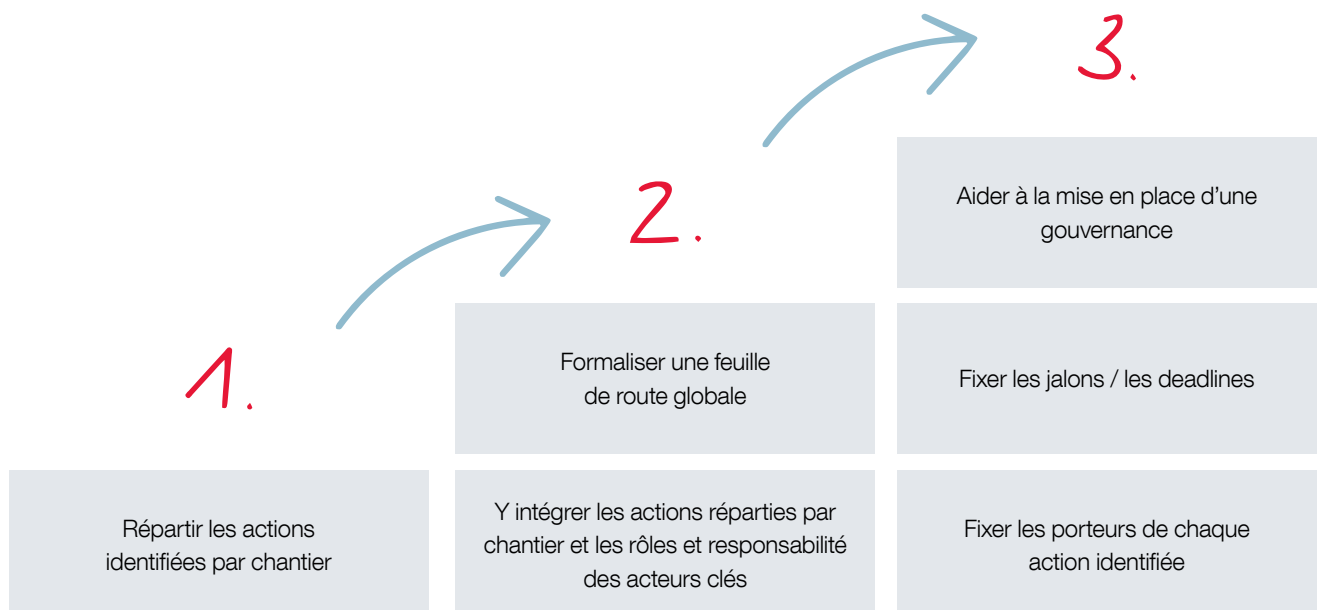 1.
Répartir les actions
identifiées par chantier
2.
Formaliser une feuille
de route globale
Y intégrer les actions réparties par
chantier et les rôles et responsabilité
des acteurs clés
3.
Aider à la mise en place d’une
gouvernance
Fixer les jalons / les deadlines
Fixer les porteurs de chaque
action identifiée